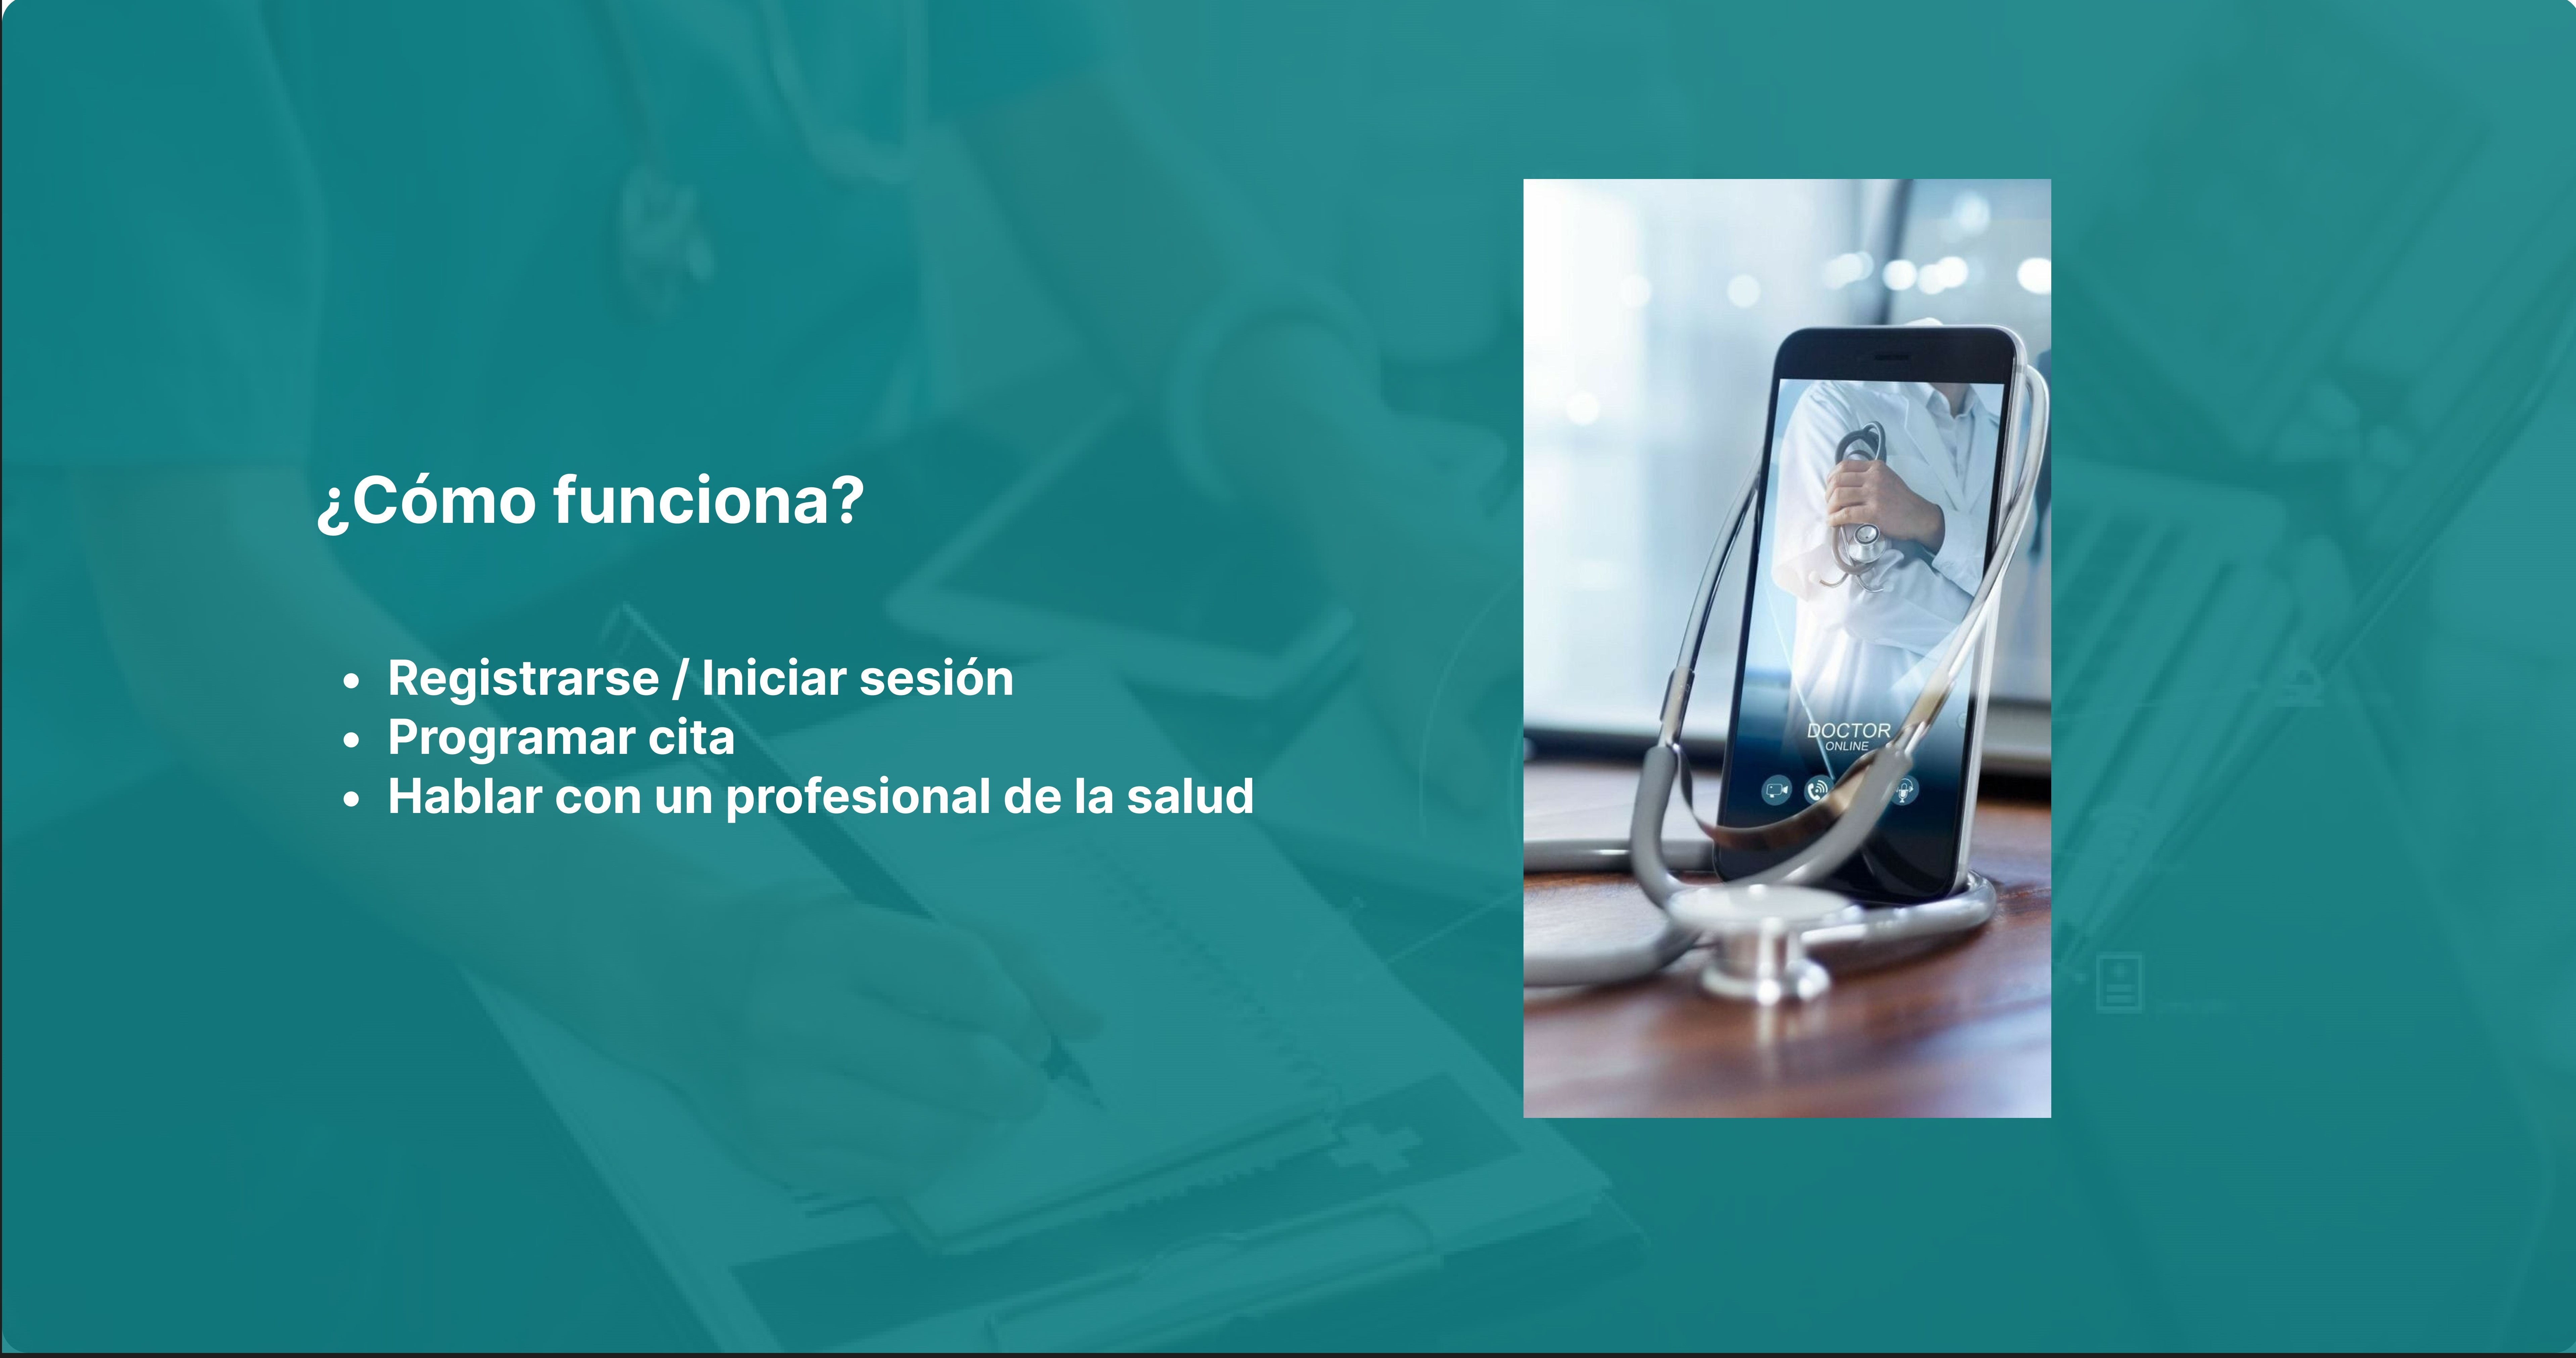 ¿Cómo funciona?
• Registrarse / Iniciar sesión
• Programar cita
• Hablar con un profesional de la salud
DOCTOR
ONLINE